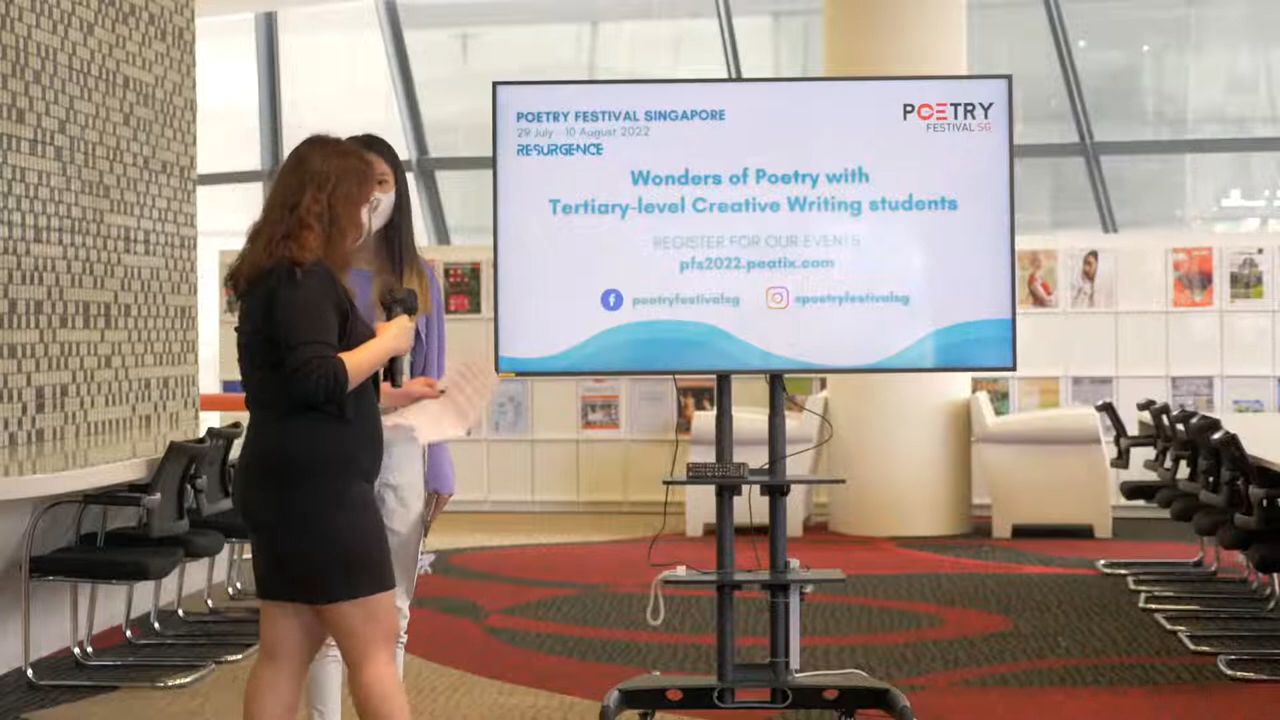 POETRY FESTIVAL SINGAPORE
29 July - 10 August 2022
RESURGENCE
POETRY
FESTIVAL.SG
Wonders of Poetry with
Tertiary-level Creative Writing students
REGISTER FOR OUR EVENTS
pfs2022.peatix.com
poetryfestivalsg
@poetryfestivalsg